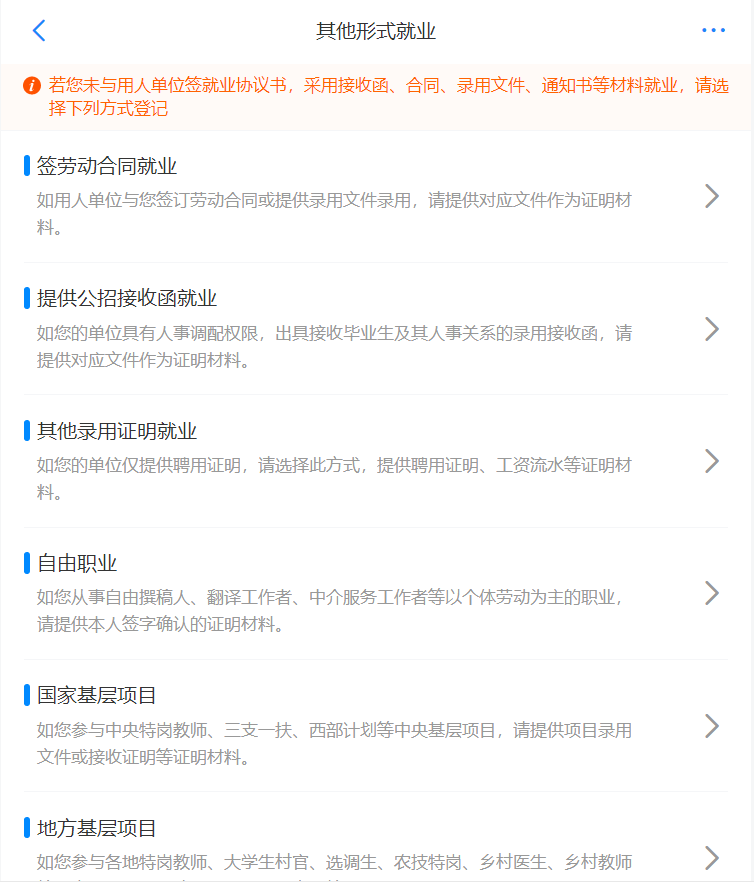 其他形式就业
若您未与用人单位签就业协议书，采用接收函、合同、录用文件、通知书等材料就业，请选
择下列方式登记
签劳动合同就业
如用人单位与您签订劳动合同或提供录用文件录用，请提供对应文件作为证明材
料。
提供公招接收函就业
如您的单位具有人事调配权限，出具接收毕业生及其人事关系的录用接收函，请
提供对应文件作为证明材料。
其他录用证明就业
如您的单位仅提供聘用证明，请选择此方式，提供聘用证明、工资流水等证明材
料。
自由职业
如您从事自由撰稿人、翻译工作者、中介服务工作者等以个体劳动为主的职业，
请提供本人签字确认的证明材料。
国家基层项目
如您参与中央特岗教师、三支一扶、西部计划等中央基层项目，请提供项目录用
文件或接收证明等证明材料。
地方基层项目
如您参与各地特岗教师、大学生村官、选调生、农技特岗、乡村医生、乡村教师